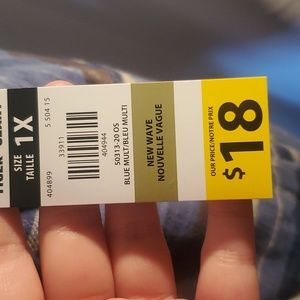 SIZE
TAILLE
1X
5 504 15
33911
404899
404944
50313-20 OS
BLUE MULT/BLEU MULTI
NEW WAVE
NOUVELLE VAGUE
OUR PRICE/NOTRE PRIX
$18